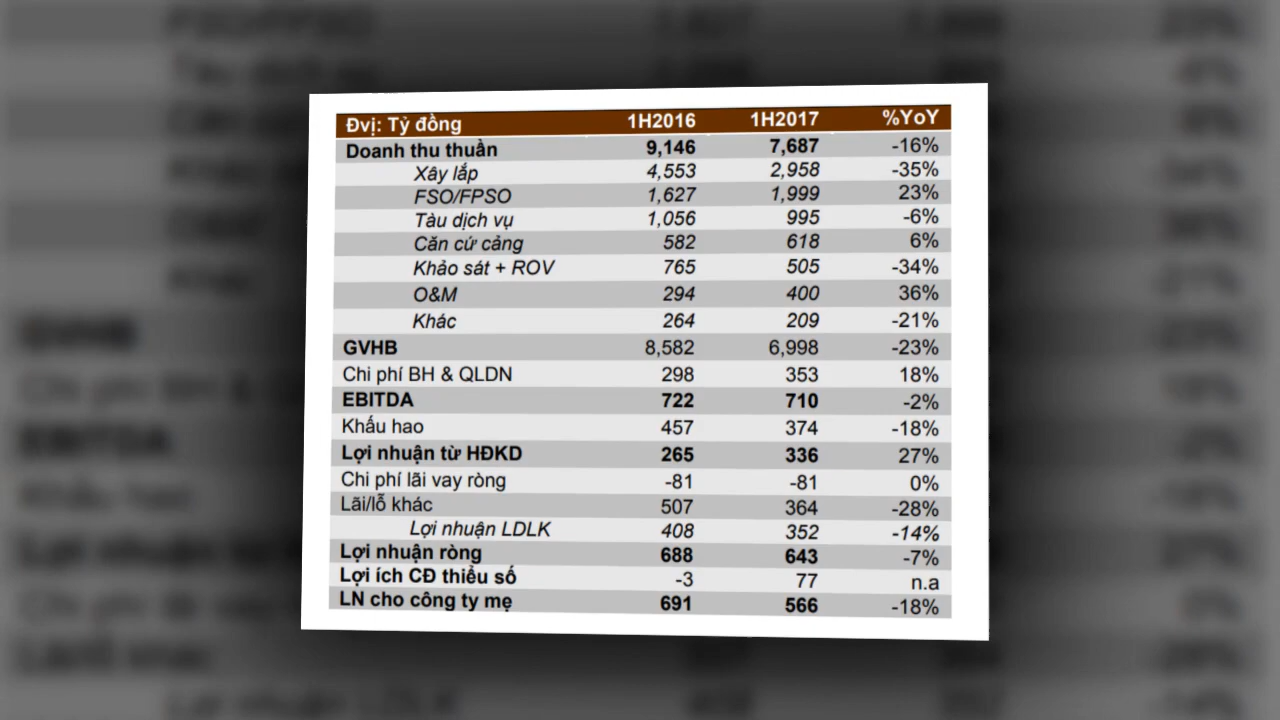 Đvị: Tỷ đồng 1H2016 1H2017 %YoY
Doanh thu thuần 9,146 7,687 -16%
Xây lắp 4,553 2,958 -35%
FSO/FPSO 1,627 1,999 23%
Tàu dịch vụ 1,056 995 -6%
Căn cứ cảng 582 618 6%
Khảo sát + ROV 765 505 -34%
O&M 294 400 36%
Khác 264 209 -21%
GVHB 8,582 6,998 -23%
Chi phí BH & QLDN 298 353 18%
EBITDA 722 710 -2%
Khấu hao 457 374 -18%
Lợi nhuận từ HĐKD 265 336 27%
Chi phí lãi vay ròng -81 -81 0%
Lãi/lỗ khác 507 364 -28%
Lợi nhuận LDLK 408 352 -14%
Lợi nhuận ròng 688 643 -7%
Lợi ích CĐ thiểu số -3 77 n.a
LN cho công ty mẹ 691 566 -18%